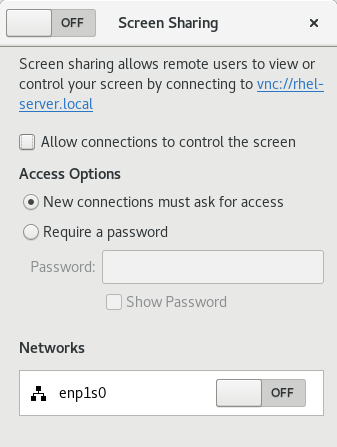 OFF Screen Sharing ×
Screen sharing allows remote users to view or
control your screen by connecting to vnc://rhel-
server.local
Allow connections to control the screen
Access Options
New connections must ask for access
Require a password
Password:
Show Password
Networks
enp1s0 OFF